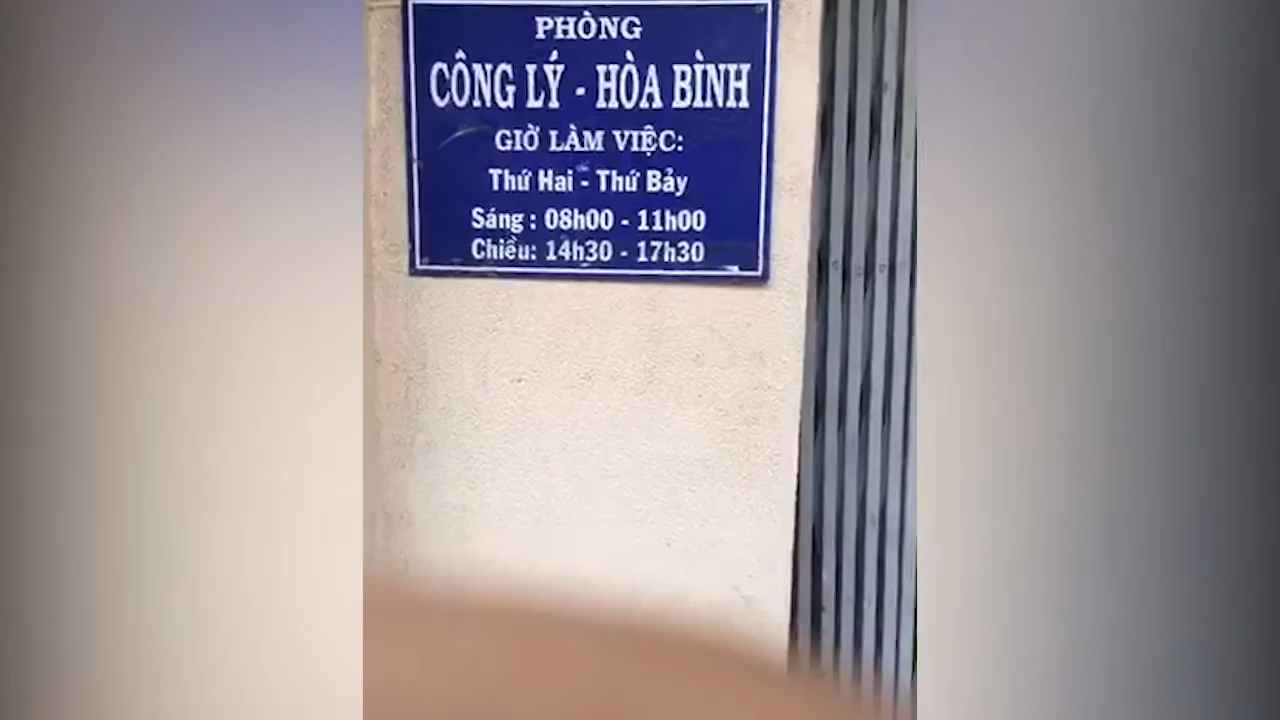 PHÒNG
CÔNG LÝ - HÒA BÌNH
GIỜ LÀM VIỆC:
Thứ Hai - Thứ Bảy
Sáng : 08h00 - 11h00
Chiều: 14h30 - 17h30